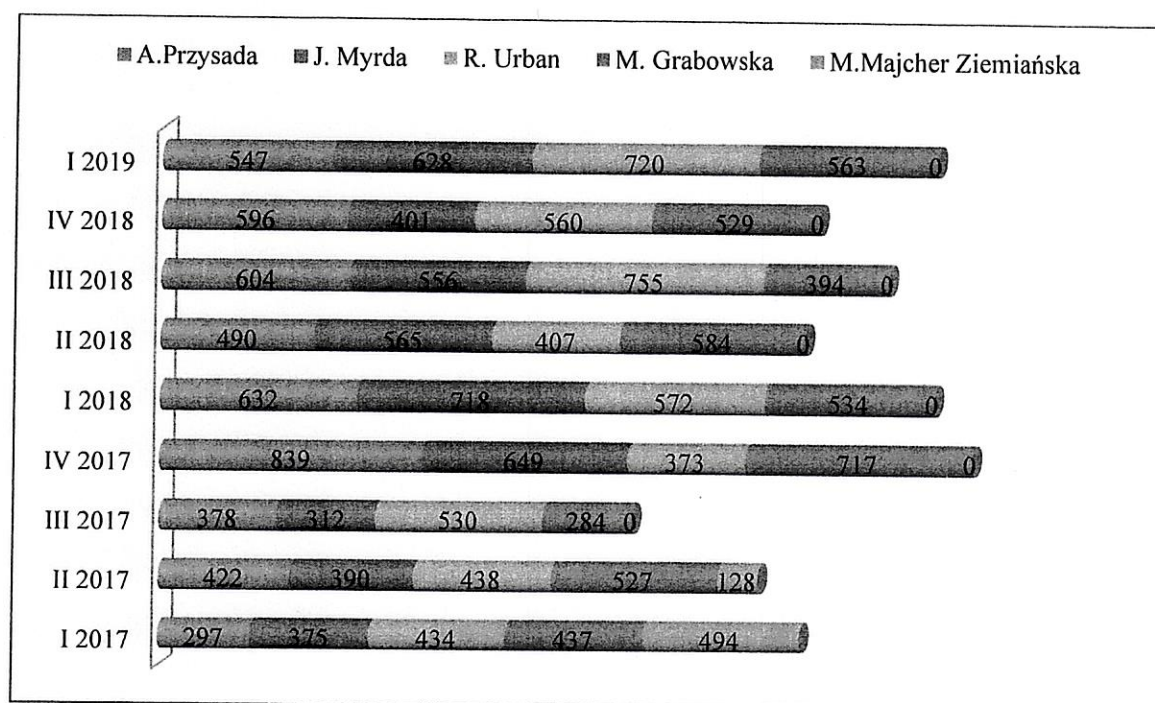 A.Przysada J. Myrda R. Urban M. Grabowska M.Majcher Ziemiańska
I 2019 547 628 720 563 0
IV 2018 596 401 560 529 0
III 2018 604 556 755 394 0
II 2018 490 565 407 584 0
I 2018 632 718 572 534 0
IV 2017 839 649 373 717 0
III 2017 378 312 530 284 0
II 2017 422 390 438 527 128
I 2017 297 375 434 437 494